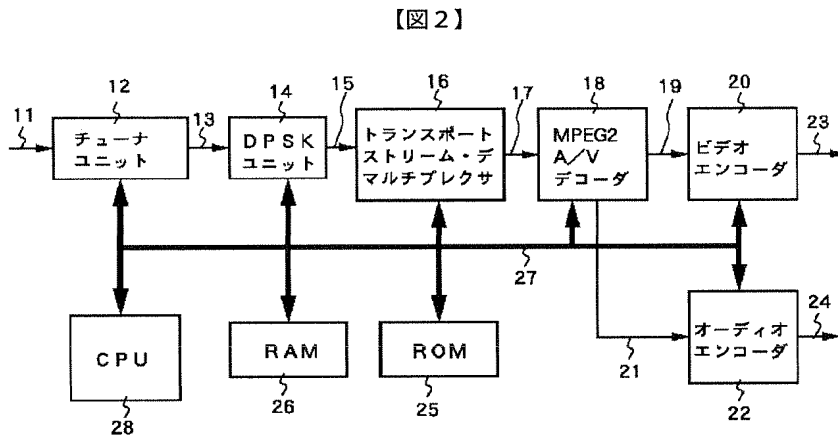 【図2】
12
14
16
18
20
11
13
15
17
19
23
チューナ
ユニット
DPSK
ユニット
トランスポート
ストリーム・デ
マルチプレクサ
MPEG2
A/V
デコーダ
ビデオ
エンコーダ
27
24
CPU
RAM
ROM
オーディオ
エンコーダ
21
28
26
25
22